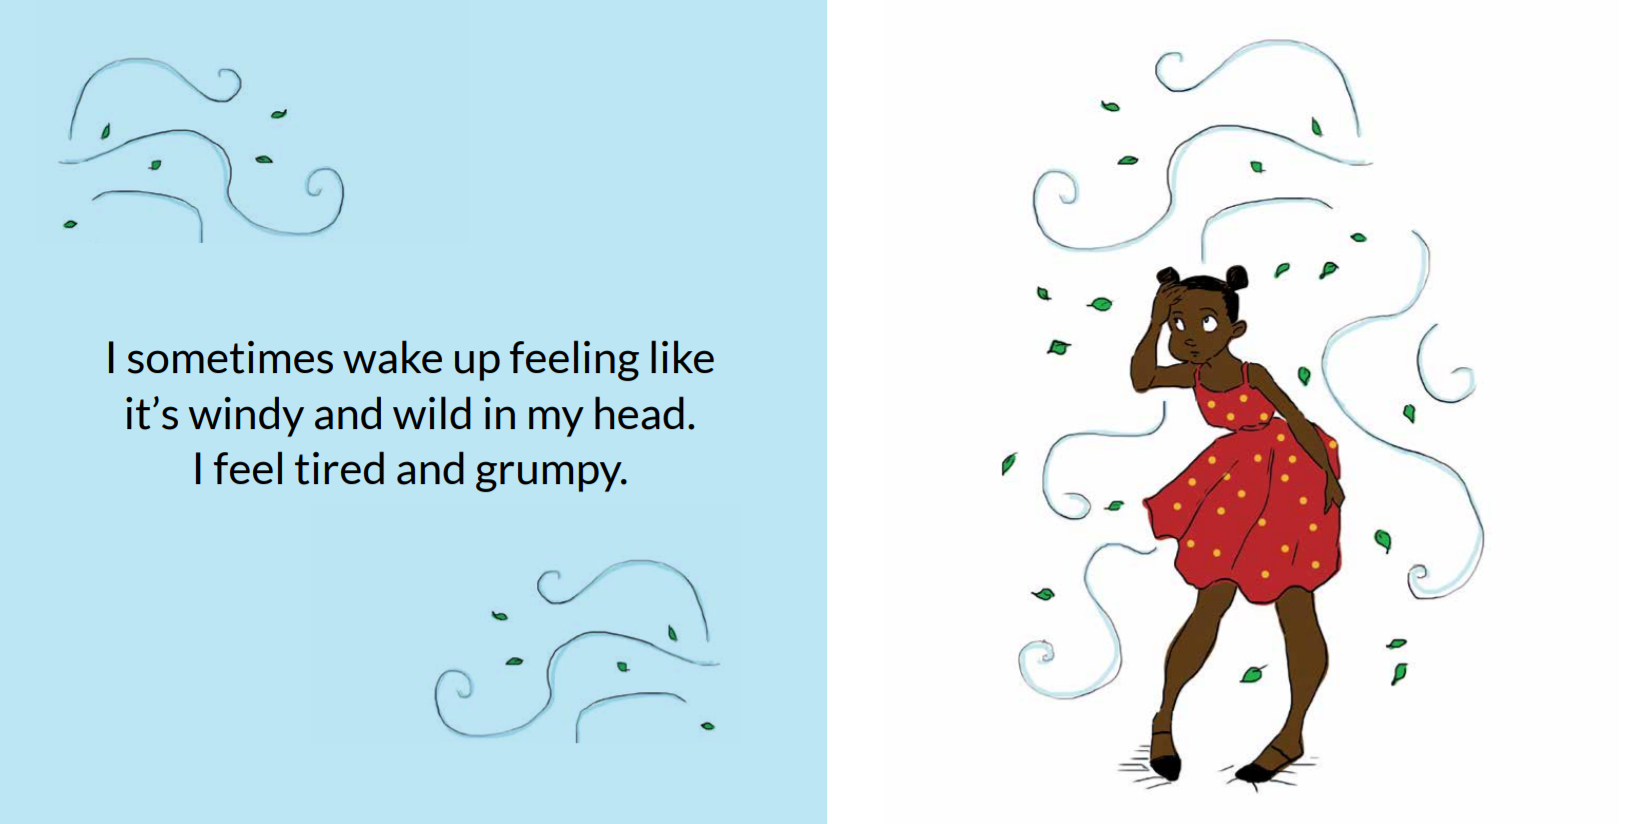 I sometimes wake up feeling like
it’s windy and wild in my head.
I feel tired and grumpy.